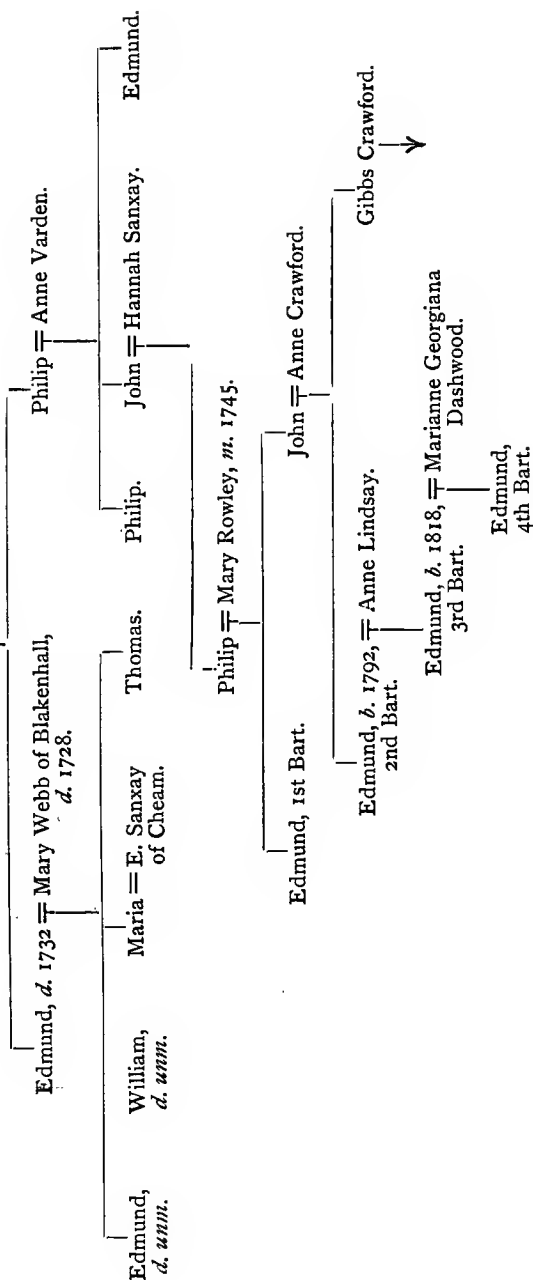 Edmund, d. 1732 = Mary Webb of Blakenhall,
d. 1728.
Philip = Anne Varden.
Edmund,
d. unm.
William,
d. unm.
Maria = E. Sanxay
of Cheam.
Thomas.
Philip.
John = Hannah Sanxay.
Edmund.
Philip = Mary Rowley, m. 1745.
Edmund, 1st Bart.
John = Anne Crawford.
Edmund, b. 1792, = Anne Lindsay.
2nd Bart.
Gibbs Crawford.
Edmund, b. 1818, = Marianne Georgiana
3rd Bart.
Dashwood.
Edmund,
4th Bart.